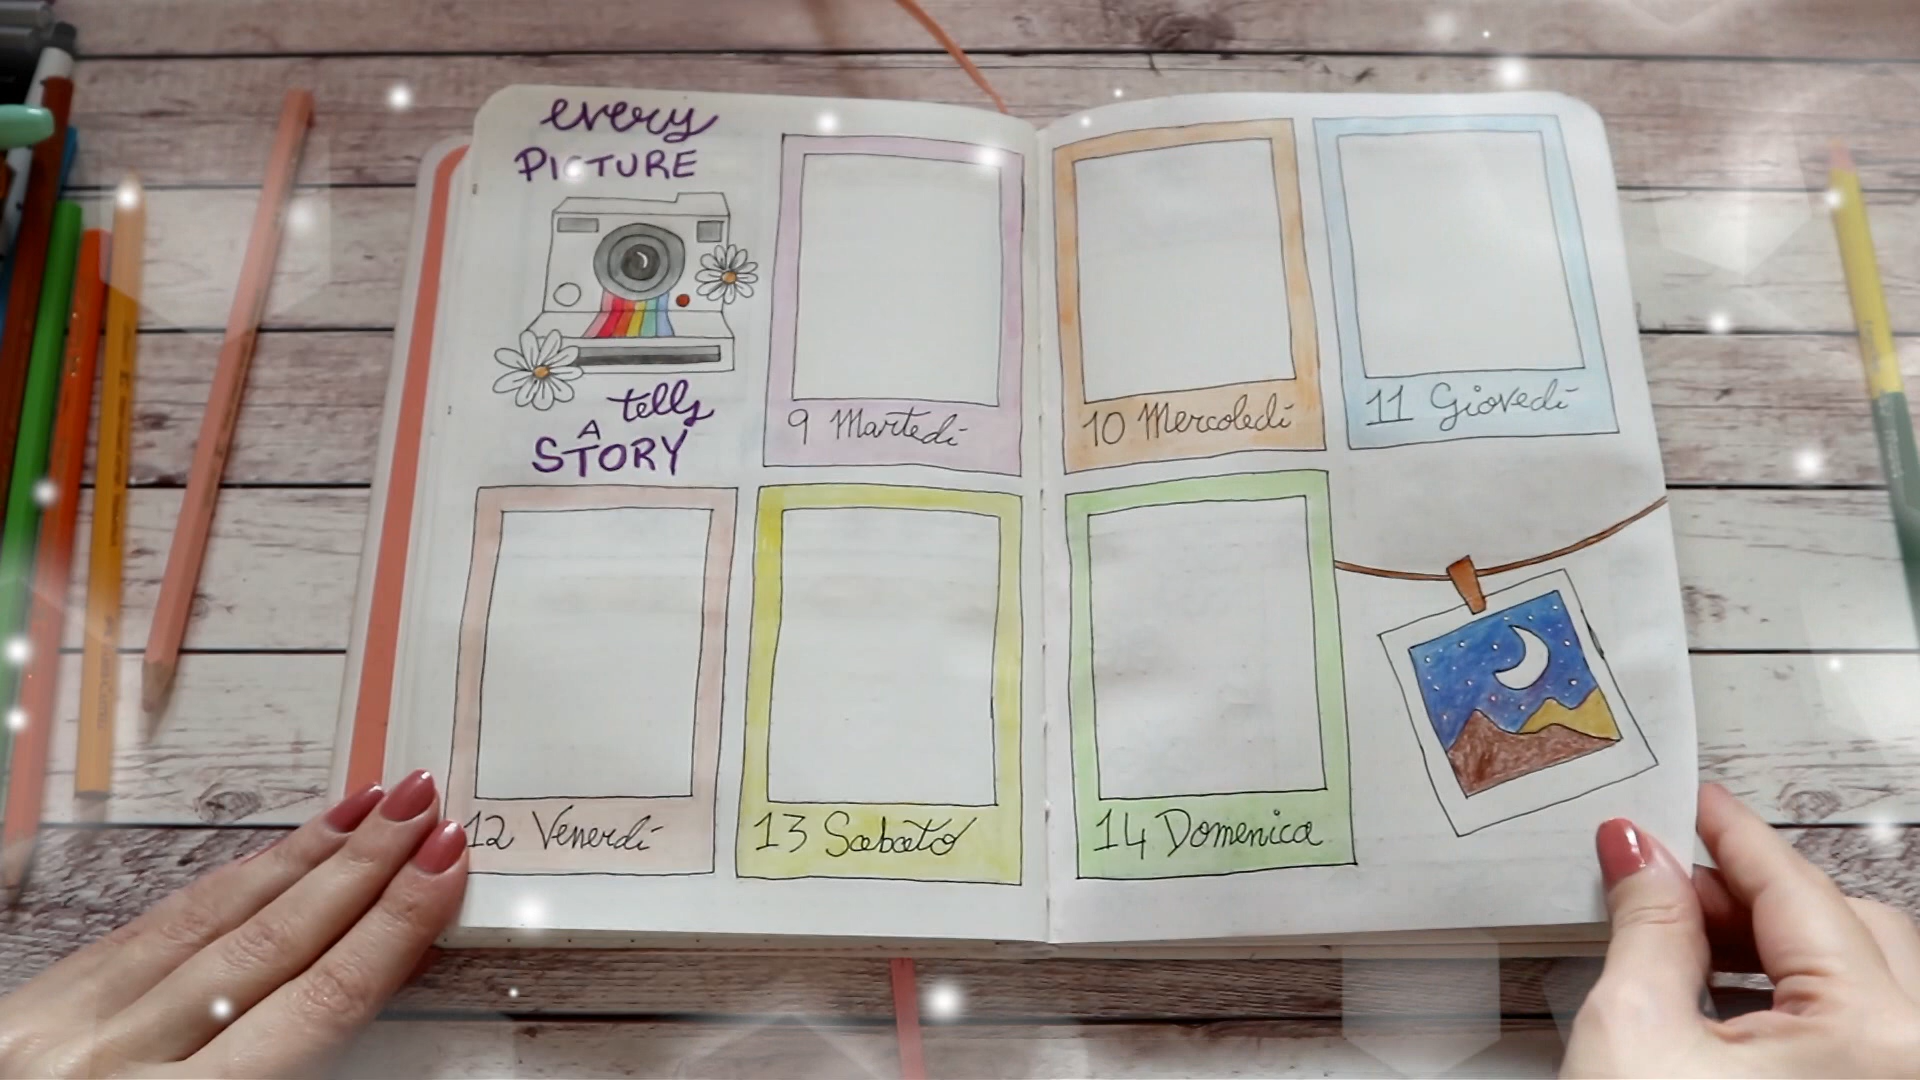 every
PICTURE
tells
A
STORY
9 Martedì
10 Mercoledì
11 Giovedì
12 Venerdì
13 Sabato
14 Domenica